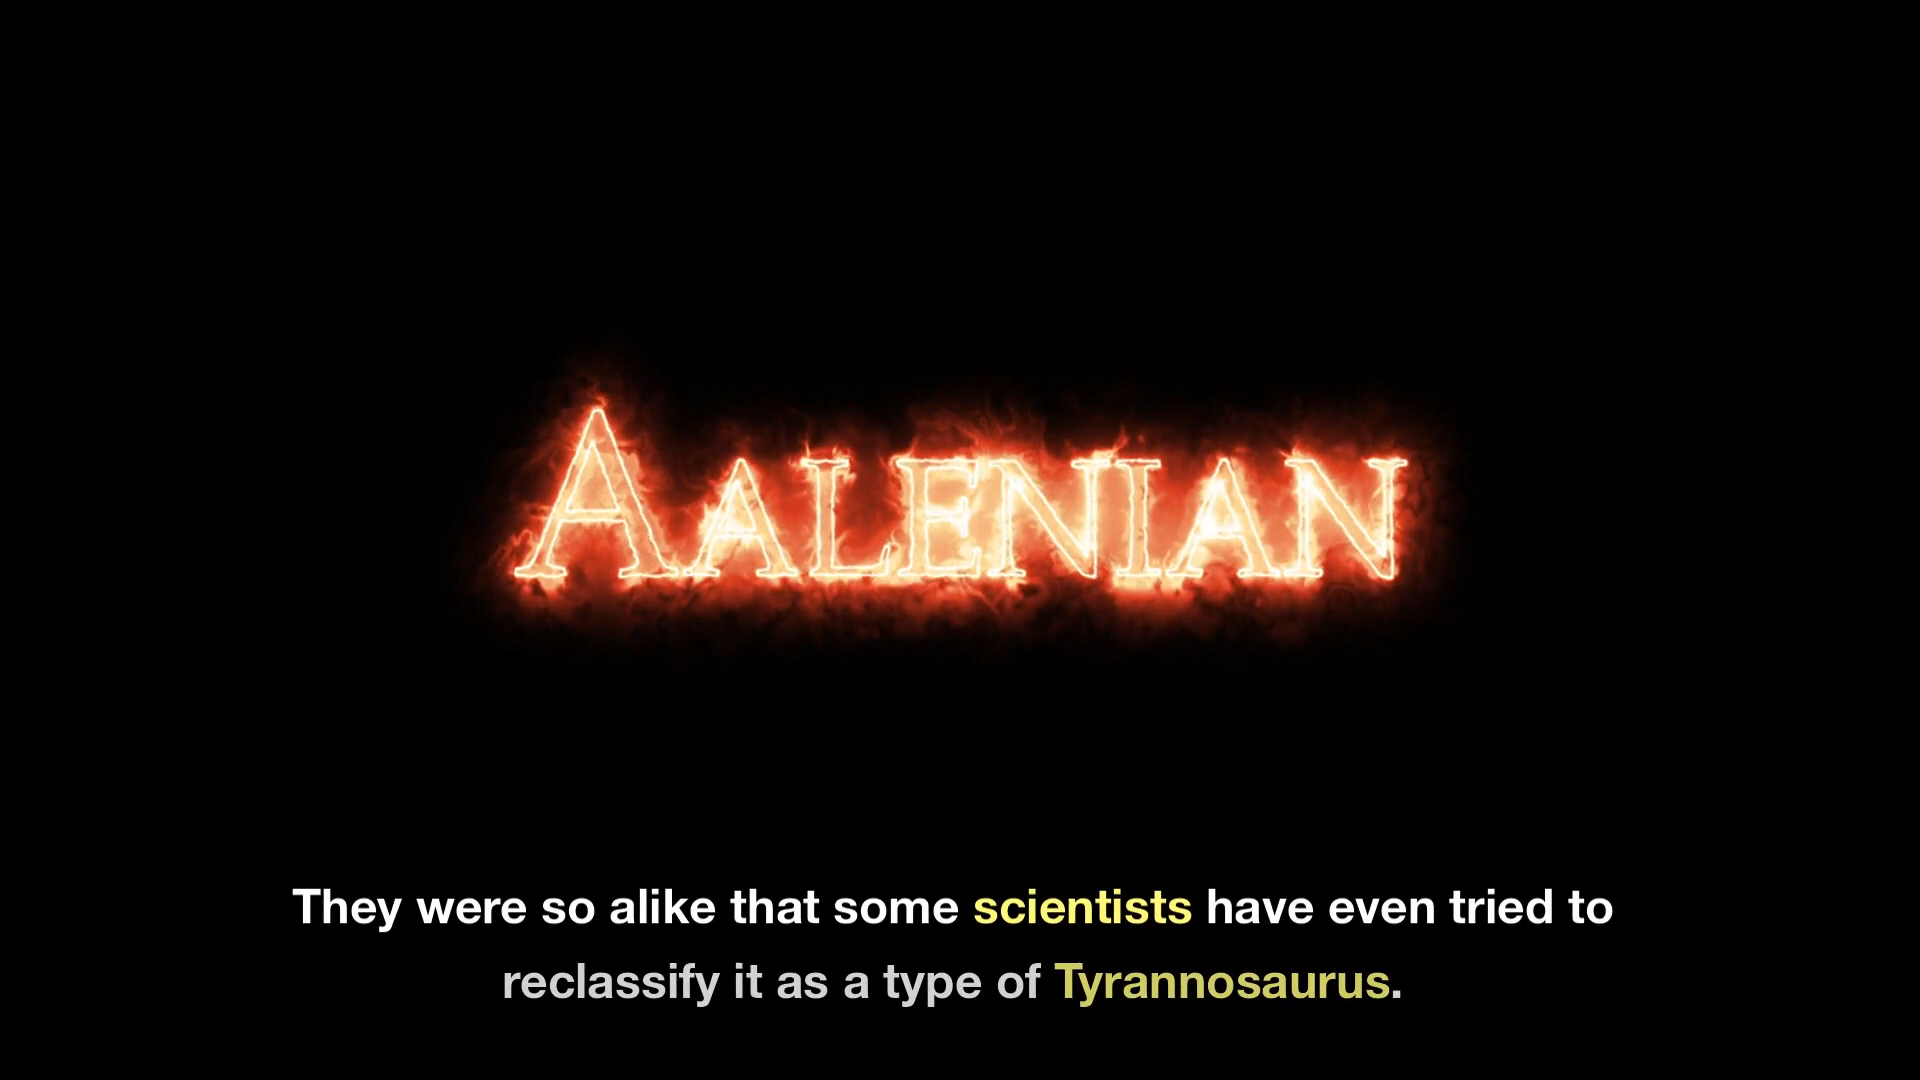 AALENIAN
They were so alike that some scientists have even tried to
reclassify it as a type of Tyrannosaurus.